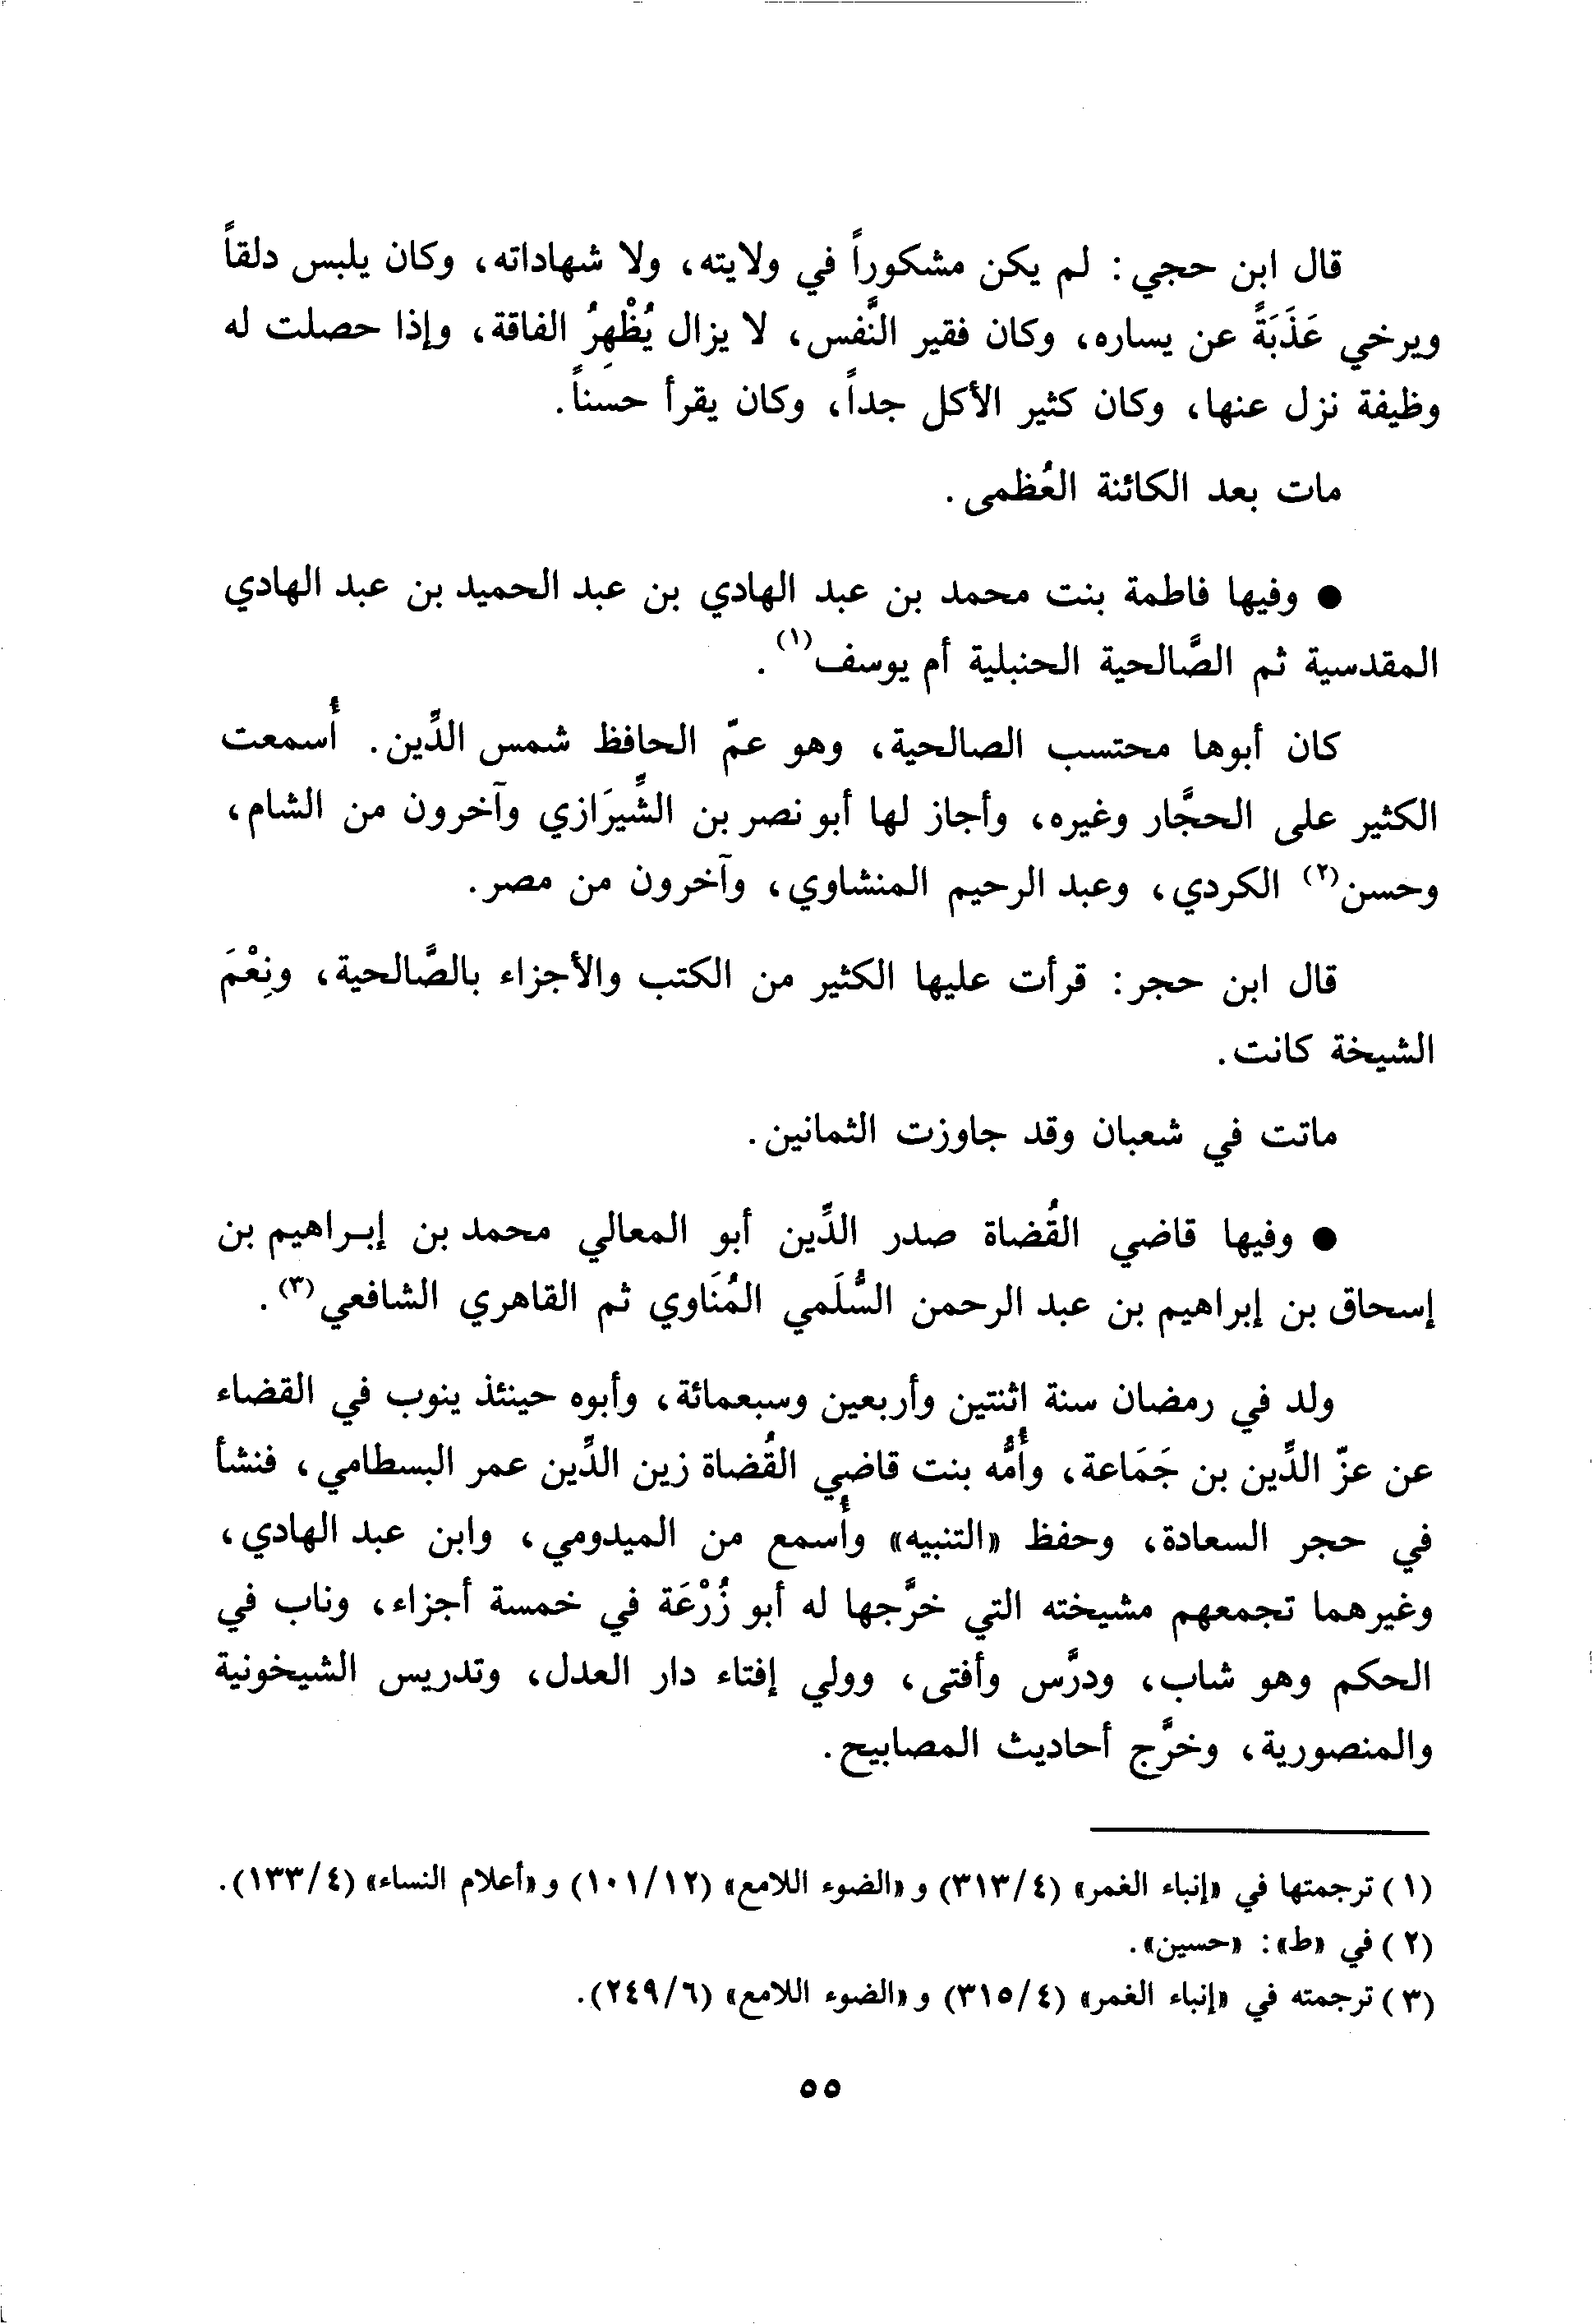 قال ابن حجي: لم يكن مشكوراً في ولايته، ولا شهاداته، وكان يلبس دلقاً
ويرخي عَذَبَةً عن يساره، وكان فقير النَّفس، لا يزال يُظْهِرُ الفاقة، وإذا حصلت له
وظيفة نزل عنها، وكان كثير الأكل جداً، وكان يقرأ حسناً.
مات بعد الكائنة العُظمى.
● وفيها فاطمة بنت محمد بن عبد الهادي بن عبد الحميد بن عبد الهادي
المقدسية ثم الصَّالحية الحنبلية أم يوسف(١).
كان أبوها محتسب الصالحية، وهو عمّ الحافظ شمس الدِّين. أُسمعت
الكثير على الحجَّار وغيره، وأجاز لها أبو نصر بن الشِّيرَازي وآخرون من الشام،
وحسن(٢) الكردي، وعبد الرحيم المنشاوي، وآخرون من مصر.
قال ابن حجر: قرأت عليها الكثير من الكتب والأجزاء بالصَّالحية، ونِعْمَ
الشيخة كانت.
ماتت في شعبان وقد جاوزت الثمانين.
● وفيها قاضي القُضاة صدر الدِّين أبو المعالي محمد بن إبراهيم بن
إسحاق بن إبراهيم بن عبد الرحمن السُّلَمي المُنَاوي ثم القاهري الشافعي(٣).
ولد في رمضان سنة اثنتين وأربعين وسبعمائة، وأبوه حينئذ ينوب في القضاء
عن عزّ الدِّين بن جَمَاعة، وأُمُّه بنت قاضي القُضاة زين الدِّين عمر البسطامي، فنشأ
في حجر السعادة، وحفظ «التنبيه» وأُسمع من الميدومي، وابن عبد الهادي،
وغيرهما تجمعهم مشيخته التي خرَّجها له أبو زُرْعَة في خمسة أجزاء، وناب في
الحكم وهو شاب، ودرَّس وأفتى، وولي إفتاء دار العدل، وتدريس الشيخونية
والمنصورية، وخرَّج أحاديث المصابيح.
(١) ترجمتها في «إنباء الغمر» (٣١٣/٤) و «الضوء اللامع» (١٠١/١٢) و «أعلام النساء» (١٣٣/٤).
(٢) في «ط»: «حسين».
(٣) ترجمته في «إنباء الغمر» (٣١٥/٤) و «الضوء اللامع» (٢٤٩/٦).
٥٥